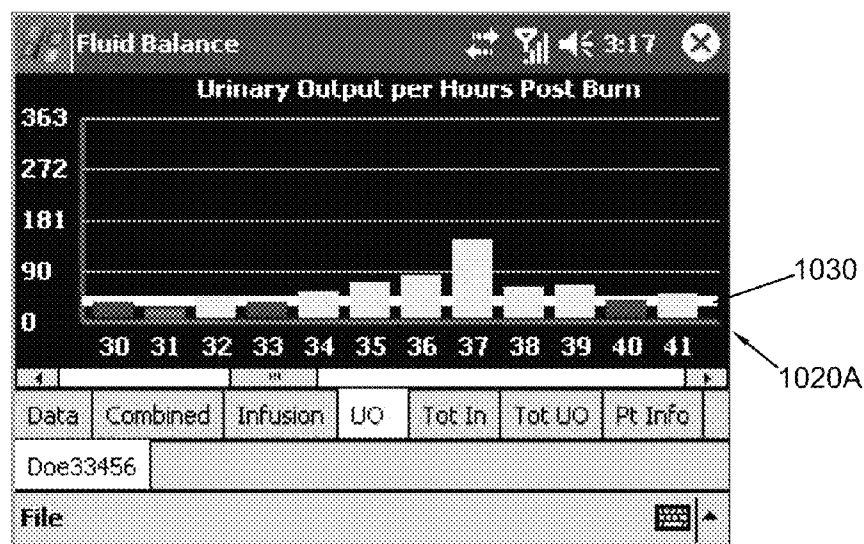 Fluid Balance 3:17
Urinary Output per Hours Post Burn
363
272
181
90
0
30 31 32 33 34 35 36 37 38 39 40 41
1030
1020A
Data Combined Infusion UO Tot In Tot UO Pt Info
Doe33456
File